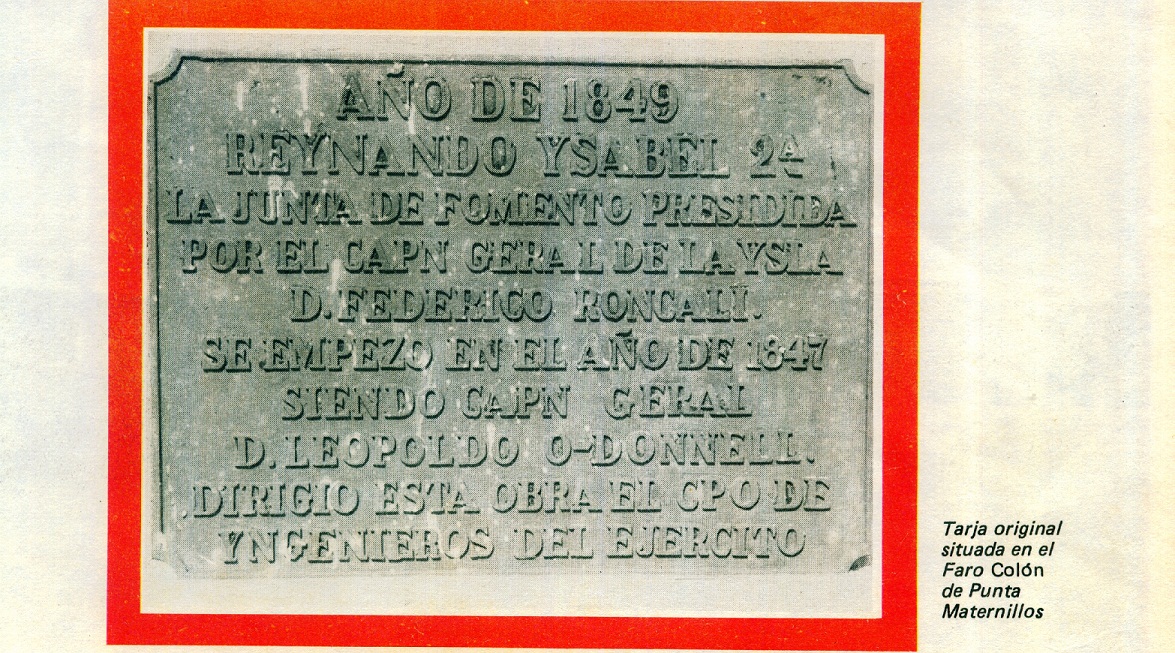 AÑO DE 1849
REYNANDO YSABEL 2A
LA JUNTA DE FOMENTO PRESIDIDA
POR EL CAPN GERAL DE LA YSLA
D. FEDERICO RONCALI.
SE EMPEZO EN EL AÑO DE 1847
SIENDO CAPN GERAL
D. LEOPOLDO O-DONNELL.
DIRIGIO ESTA OBRA EL CPO DE
YNGENIEROS DEL EJERCITO
Tarja original
situada en el
Faro Colón
de Punta
Maternillos